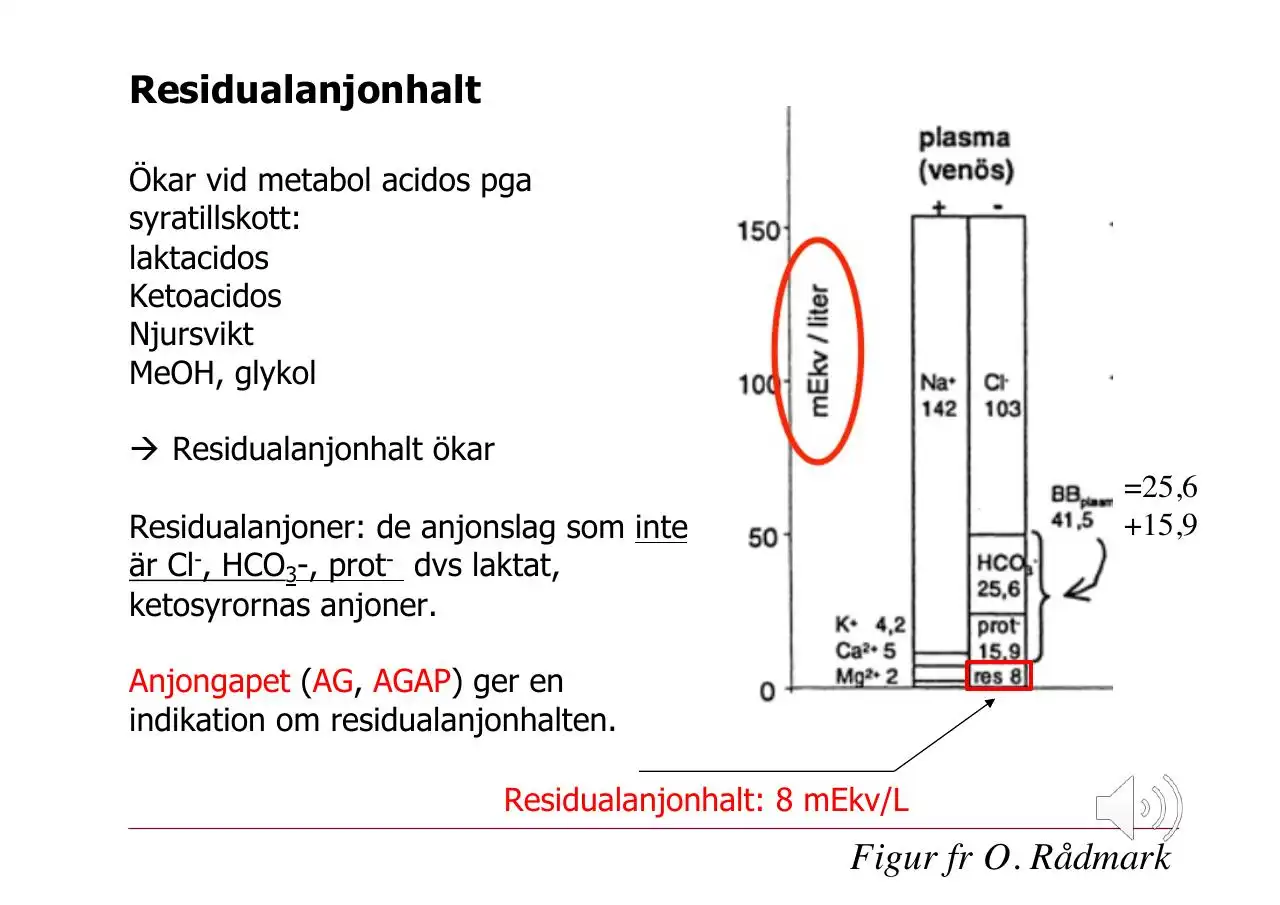 Residualanjonhalt
Ökar vid metabol acidos pga
syratillskott:
laktacidos
Ketoacidos
Njursvikt
MeOH, glykol
→ Residualanjonhalt ökar
Residualanjoner: de anjonslag som inte
är Cl⁻, HCO₃-, prot⁻ dvs laktat,
ketosyrornas anjoner.
Anjongapet (AG, AGAP) ger en
indikation om residualanjonhalten.
plasma
(venös)
+ -
150
100
50
0
mEkv / liter
Na⁺
142
Cl⁻
103
BBplasm
41,5
=25,6
+15,9
HCO₃⁻
25,6
prot⁻
15,9
res 8
K⁺ 4,2
Ca²⁺ 5
Mg²⁺ 2
Residualanjonhalt: 8 mEkv/L
Figur fr O. Rådmark